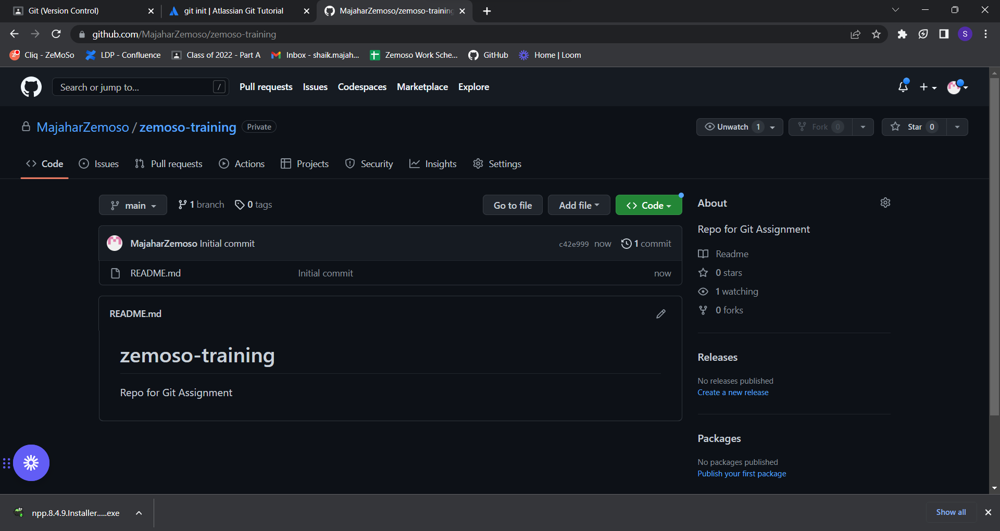 Git (Version Control)
git init | Atlassian Git Tutorial
MajaharZemoso/zemoso-training
github.com/MajaharZemoso/zemoso-training
S
Cliq - ZeMoSo
LDP - Confluence
Class of 2022 - Part A
Inbox - shaik.majah...
Zemoso Work Sche...
GitHub
Home | Loom
Search or jump to...
/
Pull requests
Issues
Codespaces
Marketplace
Explore
MajaharZemoso / zemoso-training
Private
Unwatch 1
Fork 0
Star 0
Code
Issues
Pull requests
Actions
Projects
Security
Insights
Settings
main
1 branch
0 tags
Go to file
Add file
Code
MajaharZemoso Initial commit
c42e999 now
1 commit
README.md
Initial commit
now
README.md
zemoso-training
Repo for Git Assignment
About
Repo for Git Assignment
Readme
0 stars
1 watching
0 forks
Releases
No releases published
Create a new release
Packages
No packages published
Publish your first package
npp.8.4.9.Installer.....exe
Show all